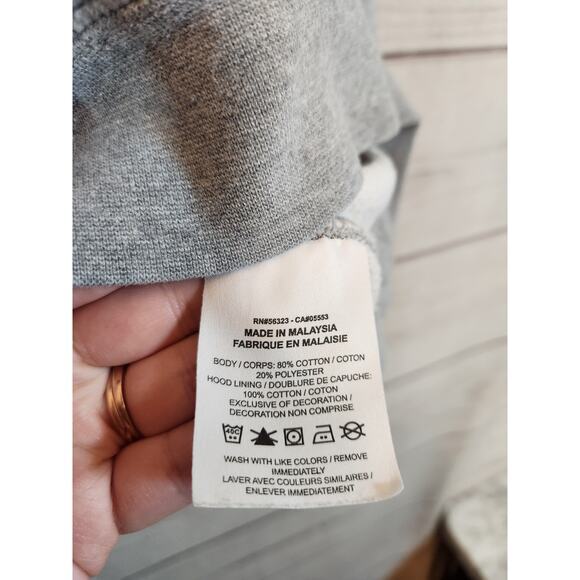 RN#56323 - CA#05553
MADE IN MALAYSIA
FABRIQUE EN MALAISIE
BODY / CORPS: 80% COTTON / COTON
20% POLYESTER
HOOD LINING / DOUBLURE DE CAPUCHE:
100% COTTON / COTON
EXCLUSIVE OF DECORATION /
DECORATION NON COMPRISE
40C
WASH WITH LIKE COLORS / REMOVE
IMMEDIATELY
LAVER AVEC COULEURS SIMILAIRES /
ENLEVER IMMEDIATEMENT